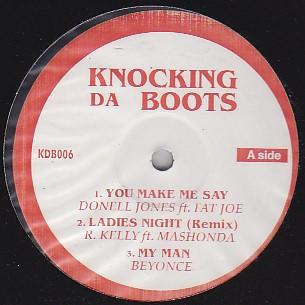 KNOCKING
DA BOOTS
KDB006
A side
1. YOU MAKE ME SAY
DONELL JONES ft. FAT JOE
2. LADIES NIGHT (Remix)
R. KELLY ft. MASHONDA
3. MY MAN
BEYONCE